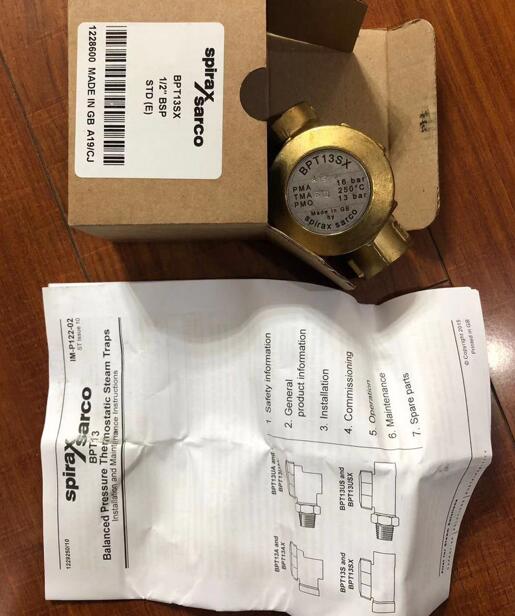 spirax
sarco
BPT13SX
1/2" BSP
STD (E)
1228600 MADE IN GB A19/CJ
BPT13SX
PMA 16 bar
TMA 250°C
PMO 13 bar
Made in GB
by
spirax sarco
1229250/10
IM-P122-02
ST Issue 10
spirax
sarco
BPT13
Balanced Pressure Thermostatic Steam Traps
Installation and Maintenance Instructions
1 Safety information
2. General
product information
3. Installation
4. Commissioning
5. Operation
6. Maintenance
7. Spare parts
BPT13A and
BPT13AX
BPT13UA and
BPT13S and
BPT13SX
BPT13US and
BPT13USX
© Copyright 2015
Printed in GB